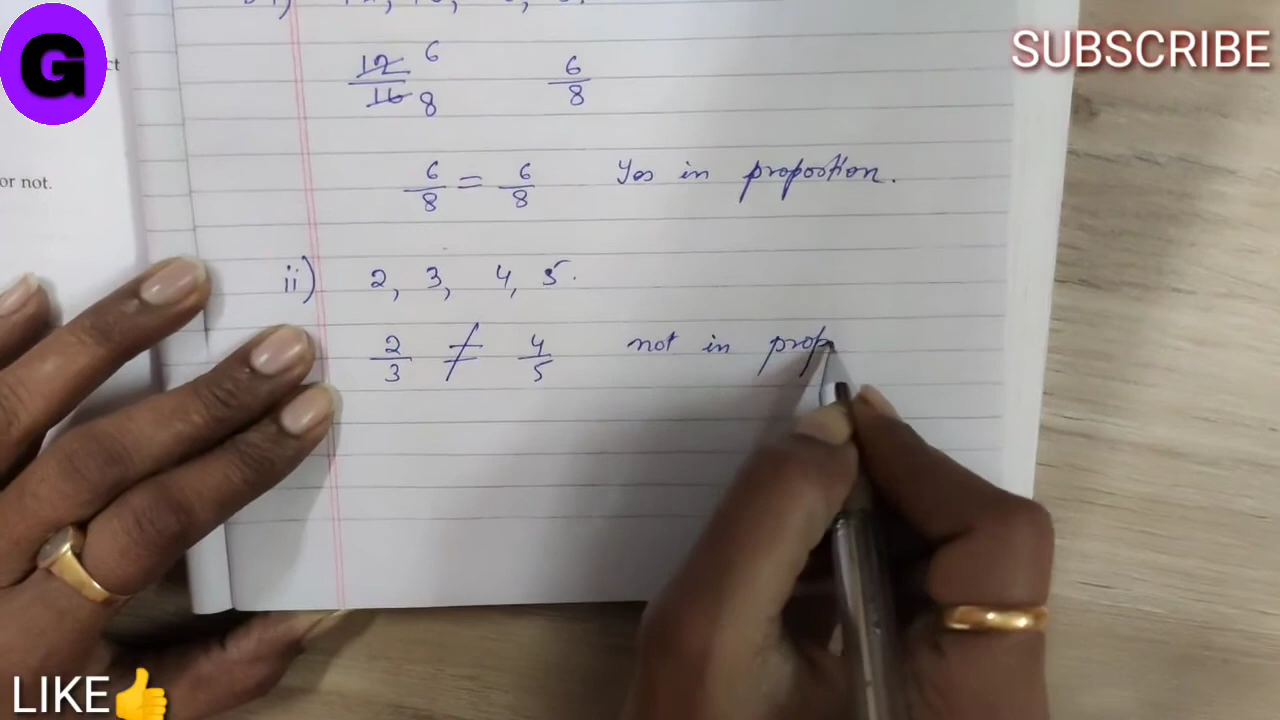 G
ct
SUBSCRIBE
12 6 6
16 8 8
or not.
6 = 6 Yes in proportion.
8 8
ii) 2, 3, 4, 5.
2 ≠ 4 not in prop
3 5
LIKE👍